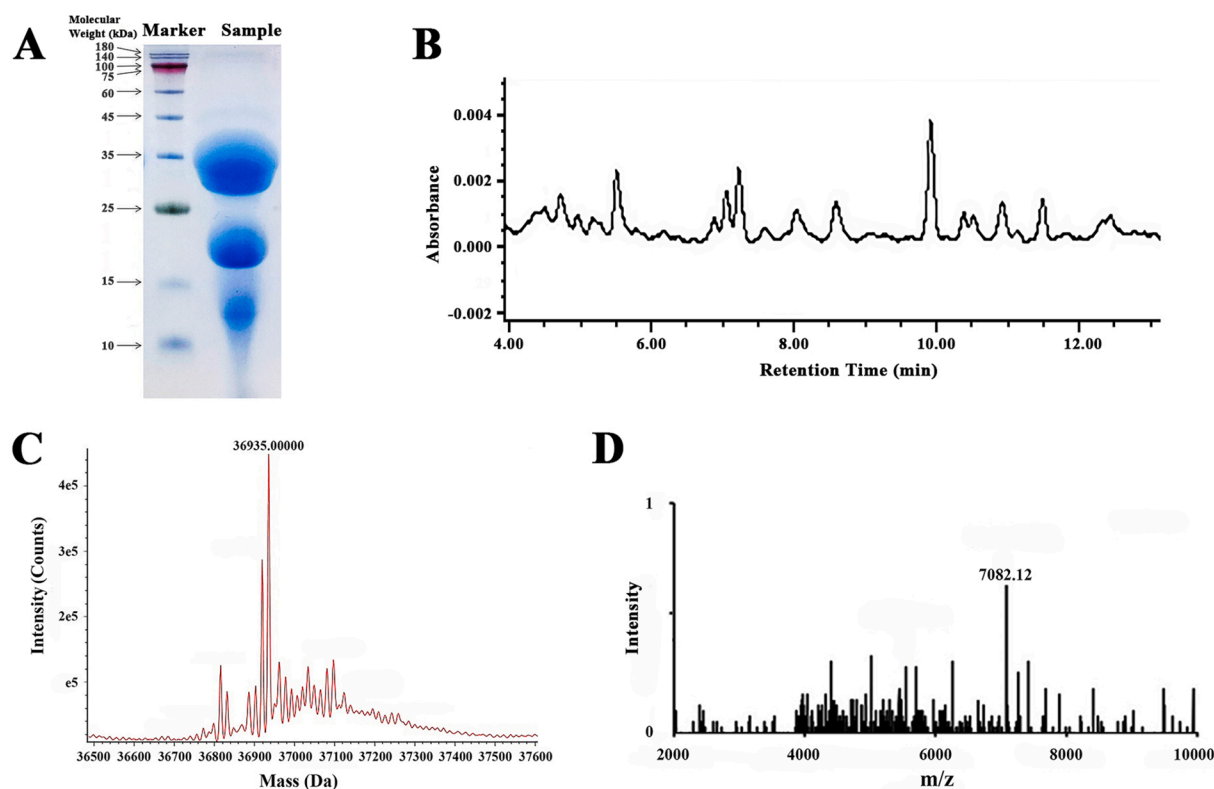 A
Molecular
Weight (kDa)
Marker Sample
180
140
100
75
60
45
35
25
15
10
B
0.004
0.002
0.000
-0.002
Absorbance
4.00 6.00 8.00 10.00 12.00
Retention Time (min)
C
36935.00000
4e5
3e5
2e5
e5
Intensity (Counts)
36500 36600 36700 36800 36900 37000 37100 37200 37300 37400 37500 37600
Mass (Da)
D
1
7082.12
Intensity
0
2000 4000 6000 8000 10000
m/z